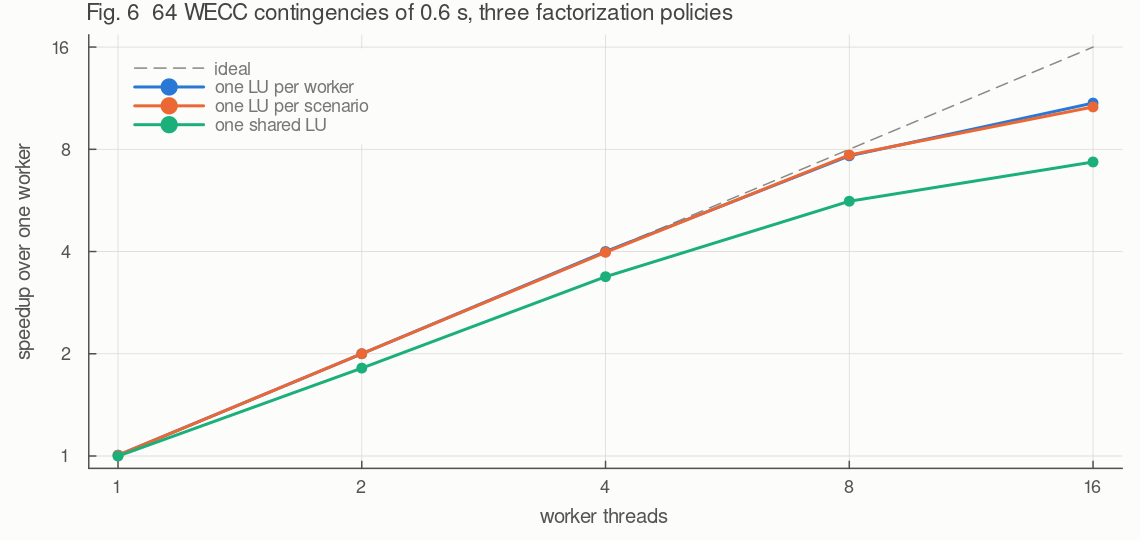 Fig. 6  64 WECC contingencies of 0.6 s, three factorization policies
16
8
4
2
1
speedup over one worker
ideal
one LU per worker
one LU per scenario
one shared LU
1
2
4
8
16
worker threads